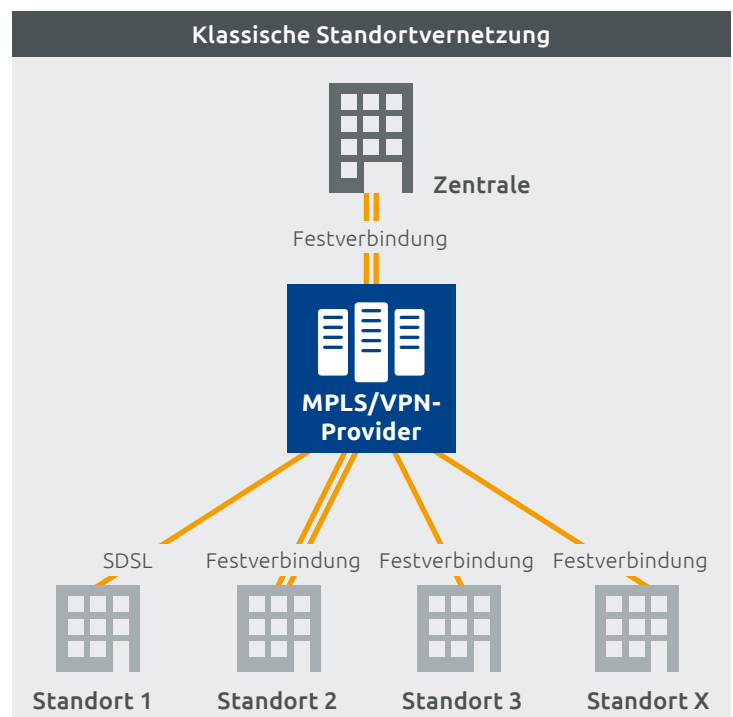 Klassische Standortvernetzung
Zentrale
Festverbindung
MPLS/VPN-
Provider
SDSL
Festverbindung
Festverbindung
Festverbindung
Standort 1
Standort 2
Standort 3
Standort X